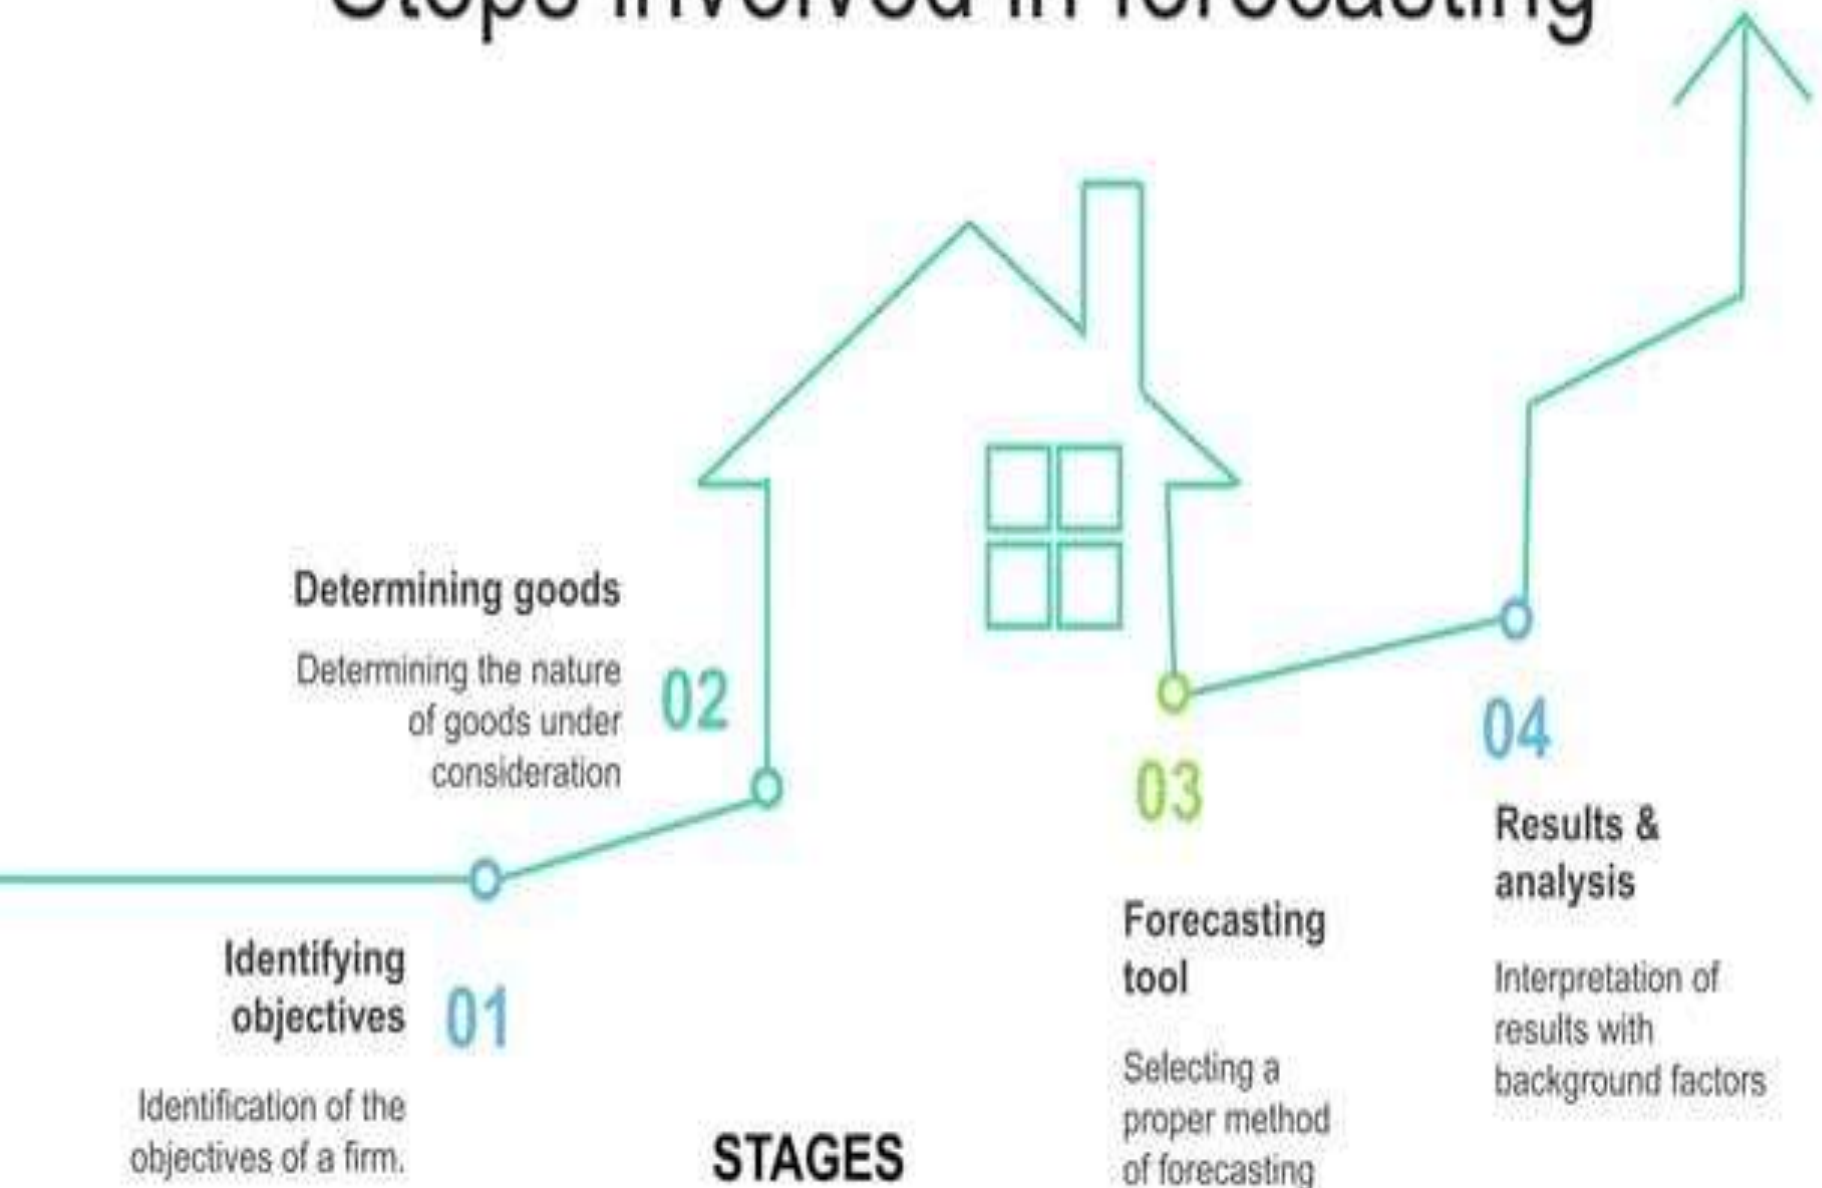 Steps involved in forecasting
Determining goods
Determining the nature
of goods under
consideration
02
Identifying
objectives
01
Identification of the
objectives of a firm.
03
Forecasting
tool
Selecting a
proper method
of forecasting
04
Results &
analysis
Interpretation of
results with
background factors
STAGES